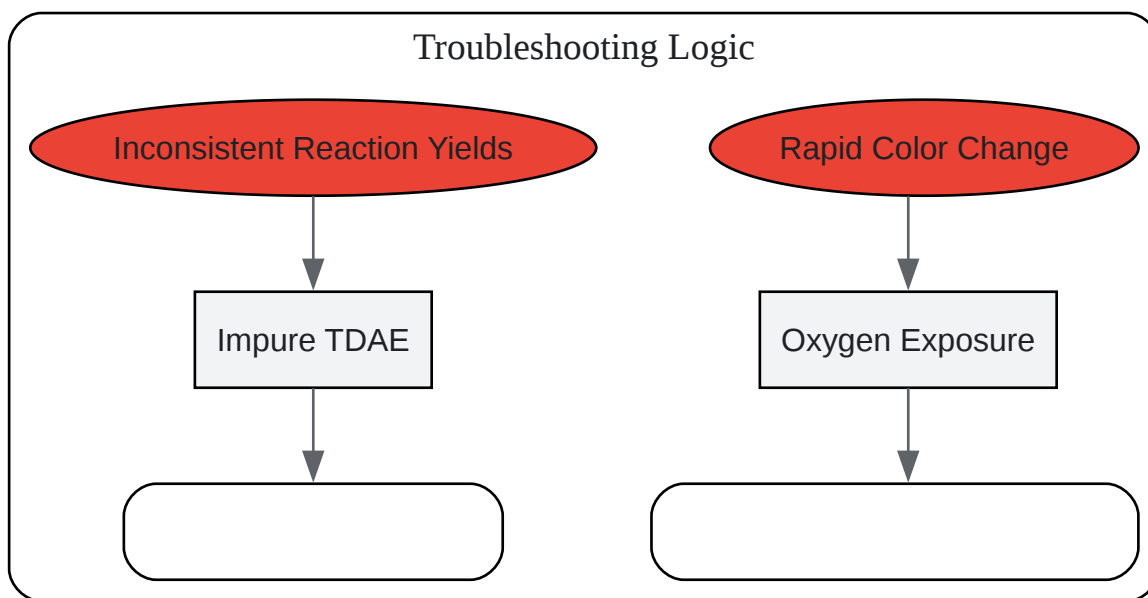 Troubleshooting Logic
Inconsistent Reaction Yields
Rapid Color Change
Impure TDAE
Oxygen Exposure